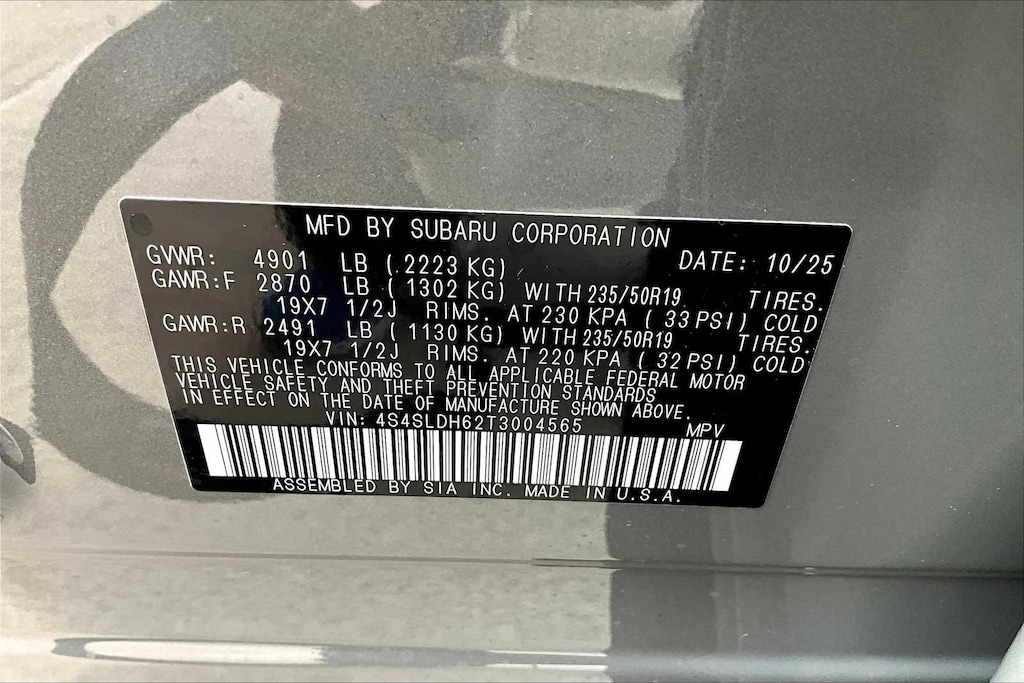 MFD BY SUBARU CORPORATION
GVWR: 4901 LB (.2223 KG) DATE: 10/25
GAWR:F 2870 LB (1302 KG) WITH 235/50R19 TIRES.
19X7 1/2J RIMS. AT 230 KPA (33 PSI) COLD
GAWR:R 2491 LB (1130 KG) WITH 235/50R19 TIRES.
19X7 1/2J RIMS. AT 220 KPA (32 PSI) COLD
THIS VEHICLE CONFORMS TO ALL APPLICABLE FEDERAL MOTOR
VEHICLE SAFETY AND THEFT PREVENTION STANDARDS
IN EFFECT ON THE DATE OF MANUFACTURE SHOWN ABOVE.
VIN: 4S4SLDH62T3004565 MPV
ASSEMBLED BY SIA INC. MADE IN U.S.A.